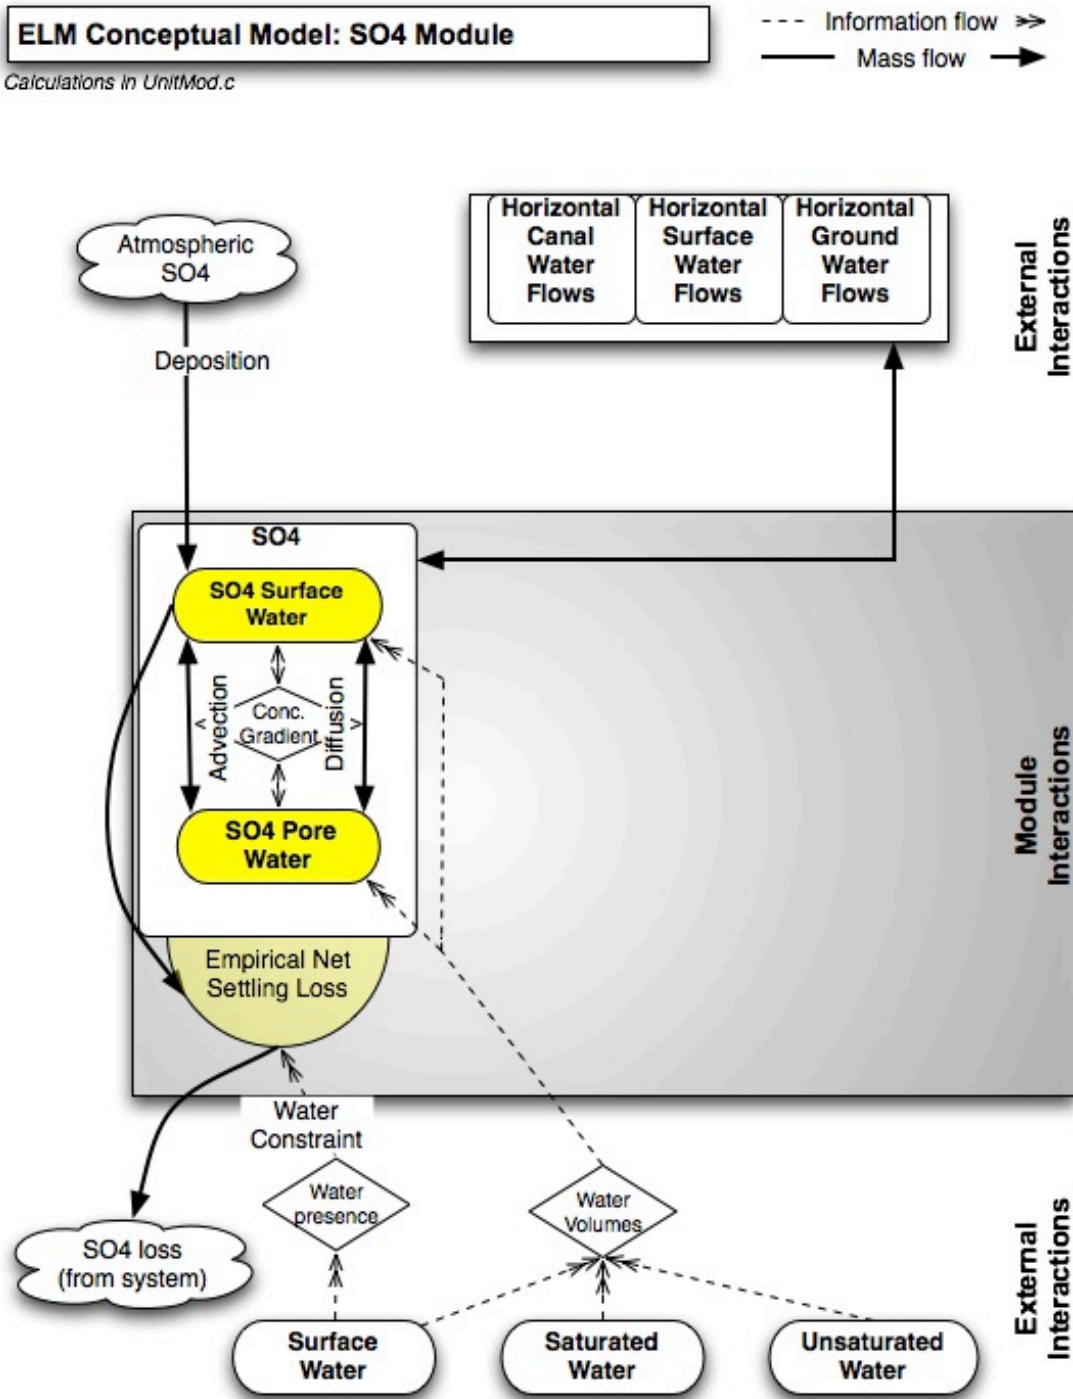 ELM Conceptual Model: SO4 Module
Calculations in UnitMod.c
Information flow
Mass flow
Atmospheric
SO4
Deposition
Horizontal
Canal
Water
Flows
Horizontal
Surface
Water
Flows
Horizontal
Ground
Water
Flows
External
Interactions
SO4
SO4 Surface
Water
Advection
Conc.
Gradient
Diffusion
SO4 Pore
Water
Empirical Net
Settling Loss
Module
Interactions
Water
Constraint
Water
presence
Water
Volumes
SO4 loss
(from system)
Surface
Water
Saturated
Water
Unsaturated
Water
External
Interactions